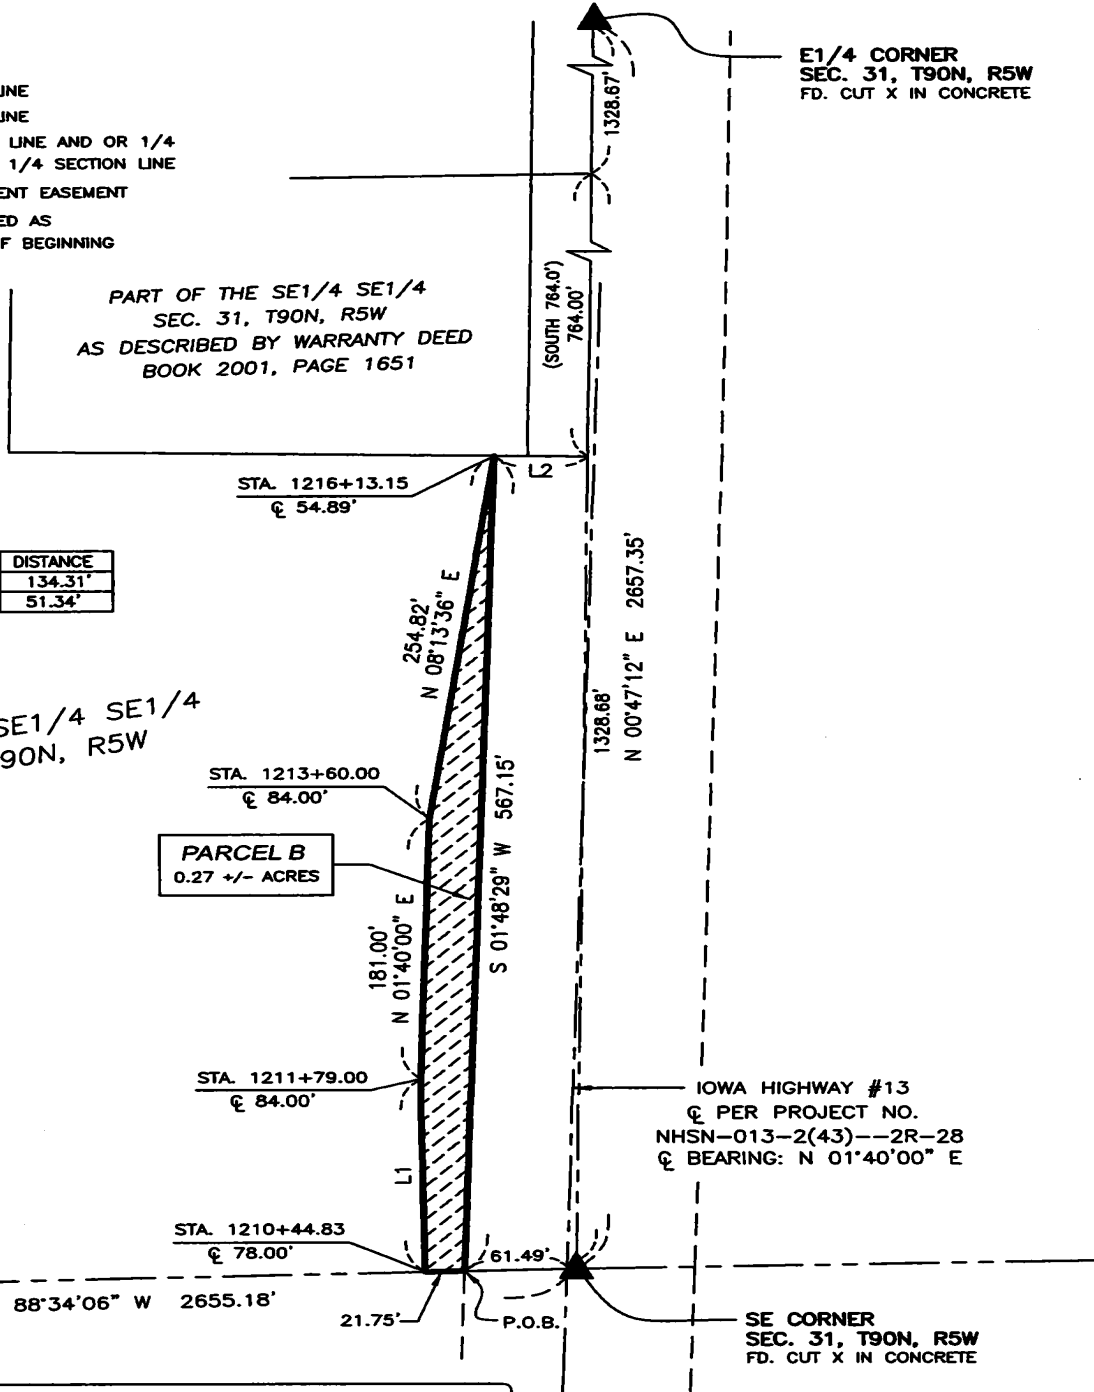 E1/4 CORNER
SEC. 31, T90N, R5W
FD. CUT X IN CONCRETE
1328.67'
LINE AND OR 1/4
1/4 SECTION LINE
EASEMENT
AS
BEGINNING
PART OF THE SE1/4 SE1/4
SEC. 31, T90N, R5W
AS DESCRIBED BY WARRANTY DEED
BOOK 2001, PAGE 1651
(SOUTH 764.0')
764.00'
L2
STA. 1216+13.15
℄ 54.89'
DISTANCE
134.31'
51.34'
254.82'
N 08°13'36" E
1328.68'
N 00°47'12" E 2657.35'
SE1/4 SE1/4
90N, R5W
STA. 1213+60.00
℄ 84.00'
PARCEL B
0.27 +/- ACRES
S 01°48'29" W 567.15'
181.00'
N 01°40'00" E
STA. 1211+79.00
℄ 84.00'
IOWA HIGHWAY #13
℄ PER PROJECT NO.
NHSN-013-2(43)--2R-28
℄ BEARING: N 01°40'00" E
L1
STA. 1210+44.83
℄ 78.00'
61.49'
88°34'06" W 2655.18'
21.75'
P.O.B.
SE CORNER
SEC. 31, T90N, R5W
FD. CUT X IN CONCRETE